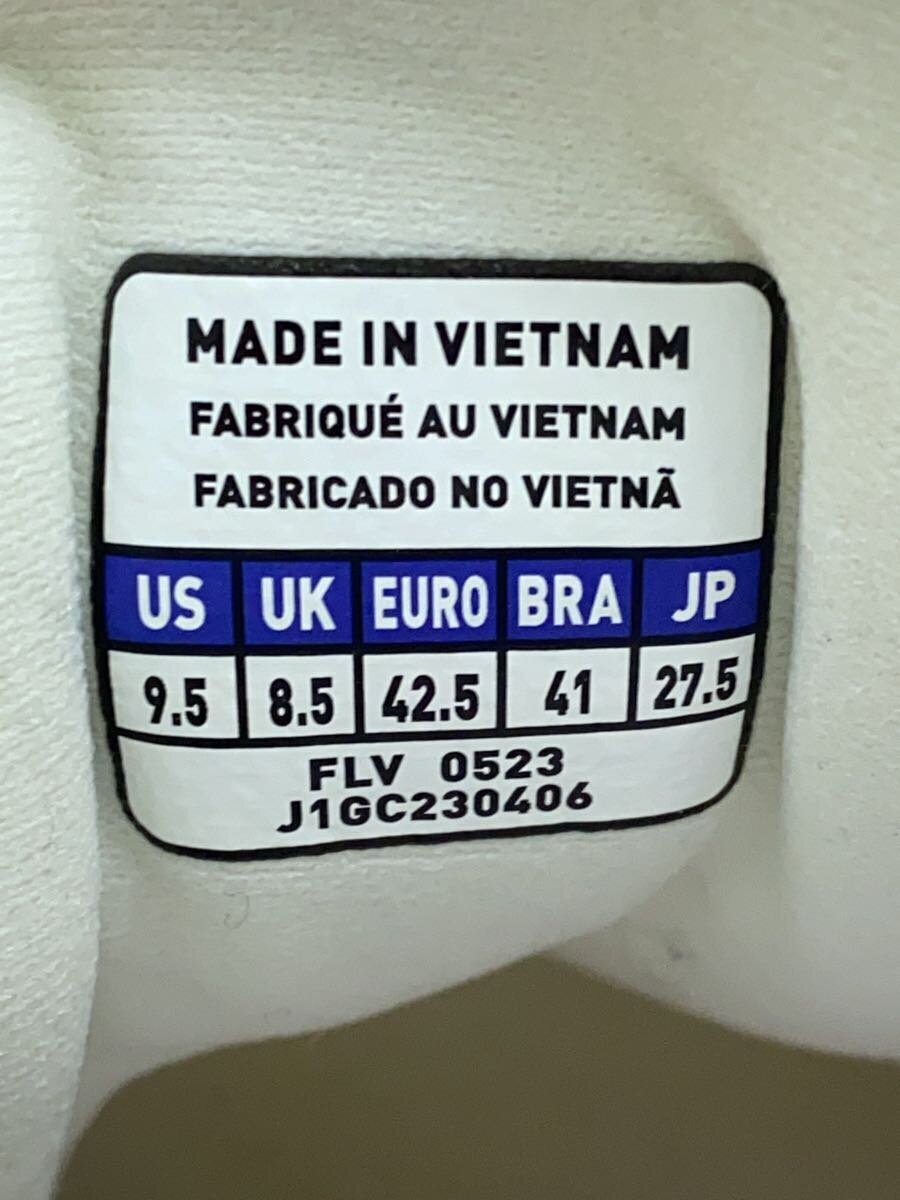 MADE IN VIETNAM
FABRIQUÉ AU VIETNAM
FABRICADO NO VIETNÃ
US UK EURO BRA JP
9.5 8.5 42.5 41 27.5
FLV 0523
J1GC230406